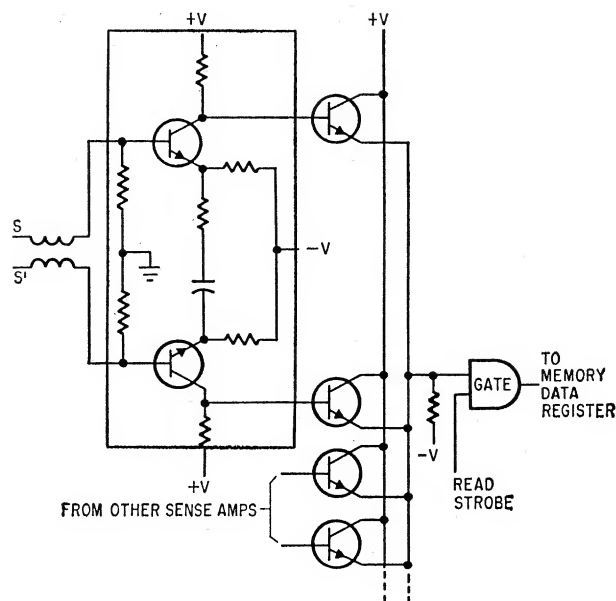 +V
+V
S
S'
-V
GATE
TO
MEMORY
DATA
REGISTER
-V
+V
READ
STROBE
FROM OTHER SENSE AMPS